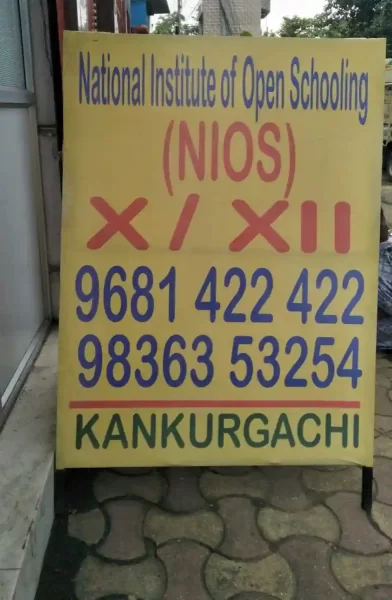 National Institute of Open Schooling
(NIOS)
X / XII
9681 422 422
98363 53254
KANKURGACHI